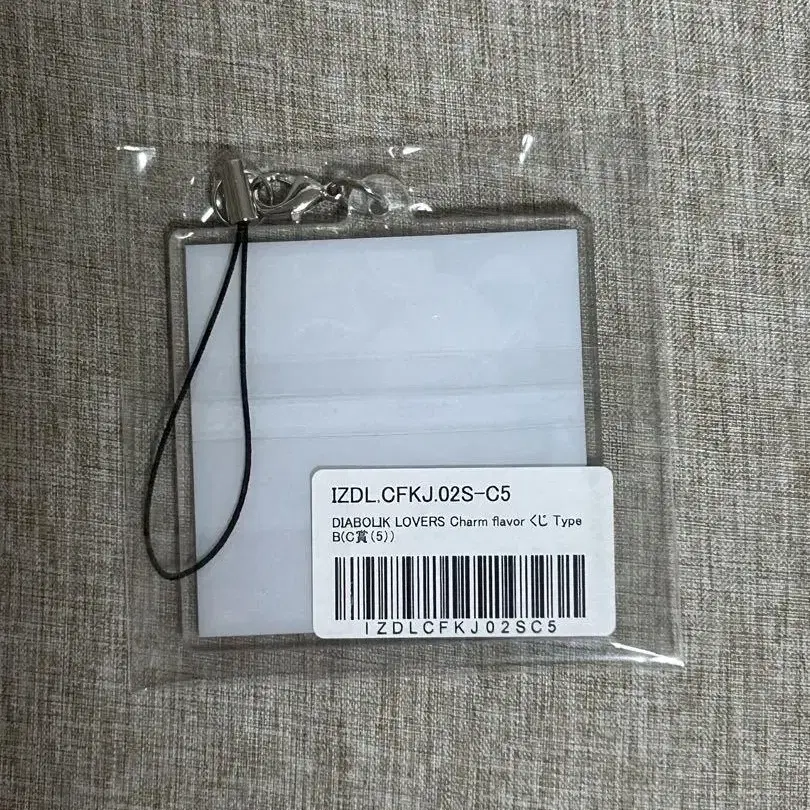 IZDL.CFKJ.02S-C5
DIABOLIK LOVERS Charm flavor くじ Type
B(C賞(5))
IZDLCFKJ02SC5